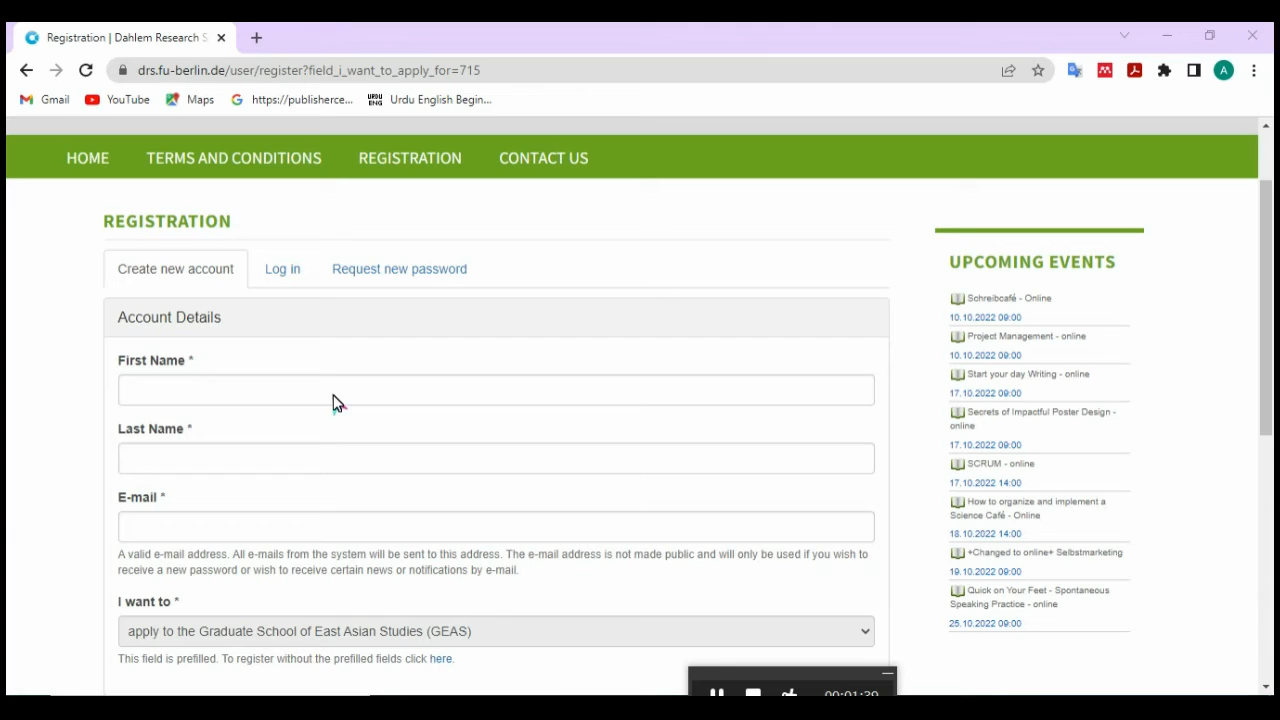 Registration | Dahlem Research S
drs.fu-berlin.de/user/register?field_i_want_to_apply_for=715
A
Gmail
YouTube
Maps
https://publisherce...
URDU ENG
Urdu English Begin...
HOME
TERMS AND CONDITIONS
REGISTRATION
CONTACT US
REGISTRATION
Create new account
Log in
Request new password
Account Details
First Name *
Last Name *
E-mail *
A valid e-mail address. All e-mails from the system will be sent to this address. The e-mail address is not made public and will only be used if you wish to
receive a new password or wish to receive certain news or notifications by e-mail.
I want to *
apply to the Graduate School of East Asian Studies (GEAS)
This field is prefilled. To register without the prefilled fields click here.
UPCOMING EVENTS
Schreibcafé - Online
10.10.2022 09:00
Project Management - online
10.10.2022 09:00
Start your day Writing - online
17.10.2022 09:00
Secrets of Impactful Poster Design -
online
17.10.2022 09:00
SCRUM - online
17.10.2022 14:00
How to organize and implement a
Science Café - Online
18.10.2022 14:00
+Changed to online+ Selbstmarketing
19.10.2022 09:00
Quick on Your Feet - Spontaneous
Speaking Practice - online
25.10.2022 09:00
00:01:39